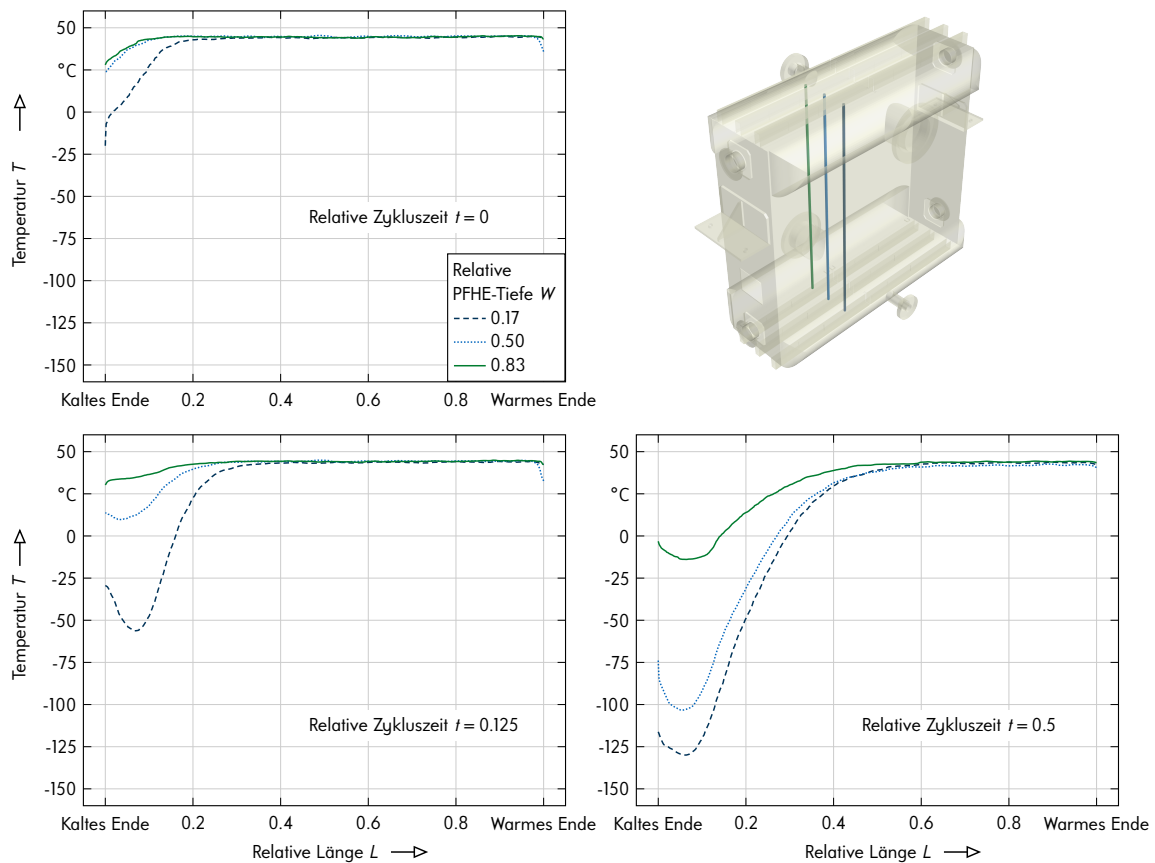 50
°C
0
-25
-50
-75
-100
-125
-150
Temperatur T
Relative Zykluszeit t = 0
Relative
PFHE-Tiefe W
0.17
0.50
0.83
Kaltes Ende 0.2 0.4 0.6 0.8 Warmes Ende
50
°C
0
-25
-50
-75
-100
-125
-150
Temperatur T
Relative Zykluszeit t = 0.125
Kaltes Ende 0.2 0.4 0.6 0.8 Warmes Ende
Relative Länge L
50
°C
0
-25
-50
-75
-100
-125
-150
Relative Zykluszeit t = 0.5
Kaltes Ende 0.2 0.4 0.6 0.8 Warmes Ende
Relative Länge L